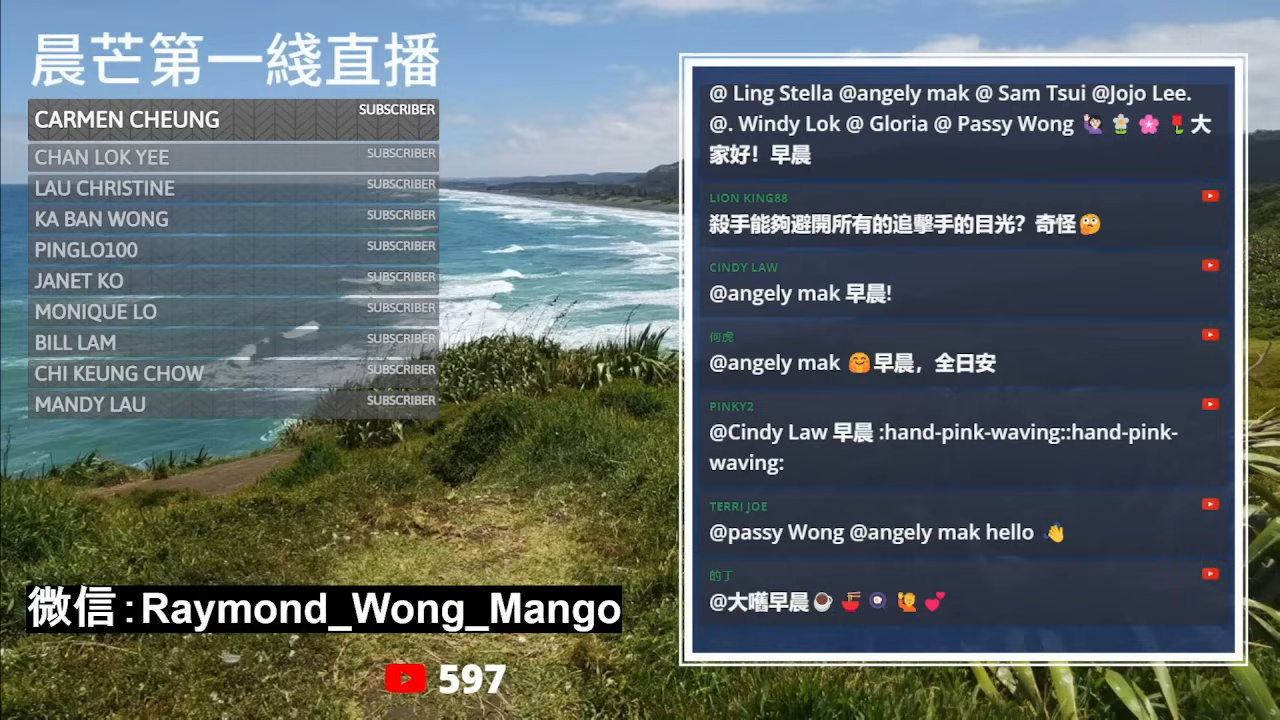 晨芒第一綫直播
CARMEN CHEUNG SUBSCRIBER
CHAN LOK YEE SUBSCRIBER
LAU CHRISTINE SUBSCRIBER
KA BAN WONG SUBSCRIBER
PINGLO100 SUBSCRIBER
JANET KO SUBSCRIBER
MONIQUE LO SUBSCRIBER
BILL LAM SUBSCRIBER
CHI KEUNG CHOW SUBSCRIBER
MANDY LAU SUBSCRIBER
微信:Raymond_Wong_Mango
597
@ Ling Stella @angely mak @ Sam Tsui @Jojo Lee.
@. Windy Lok @ Gloria @ Passy Wong 🙋🏻‍♀️ 🌼 🌸 🌷大
家好！早晨
LION KING88
殺手能夠避開所有的追擊手的目光？奇怪🤔
CINDY LAW
@angely mak 早晨!
何虎
@angely mak 🤗早晨，全日安
PINKY2
@Cindy Law 早晨 :hand-pink-waving::hand-pink-
waving:
TERRI JOE
@passy Wong @angely mak hello 👋
的丁
@大嚿早晨☕ 🍜 🍳 🙋 💕